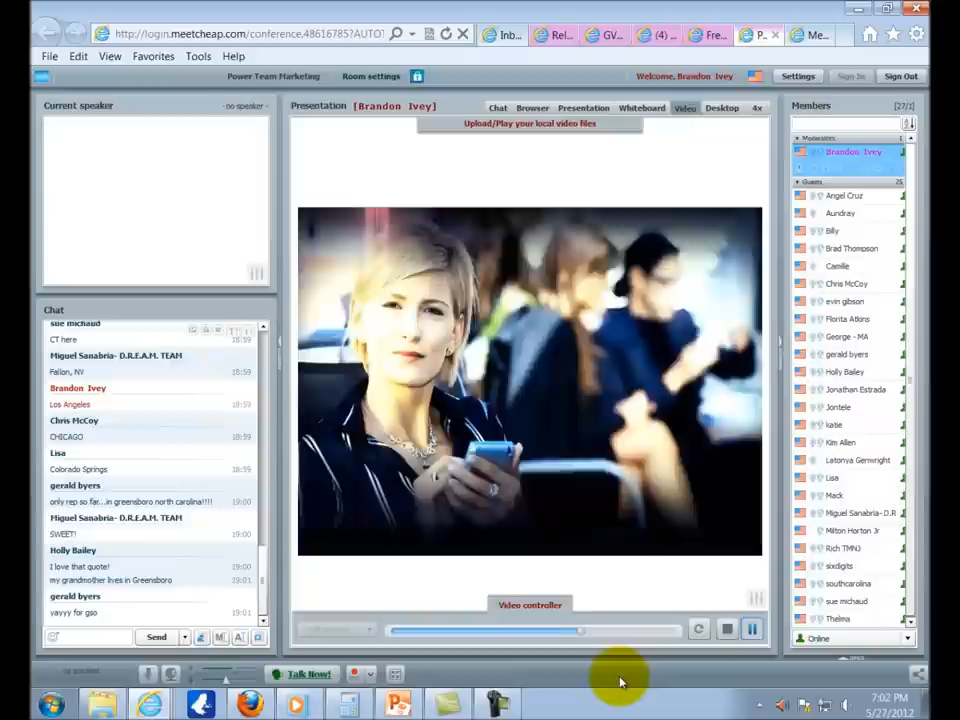 http://login.meetcheap.com/conference,48616785?AUTO1
Inb...
Rel...
GV...
(4) ...
Fre...
P...
Me...
File Edit View Favorites Tools Help
Power Team Marketing
Room settings
Welcome, Brandon Ivey
Settings
Sign In
Sign Out
Current speaker
- no speaker -
Presentation [Brandon Ivey]
Chat Browser Presentation Whiteboard Video Desktop 4x
Members
[27/1]
Upload/Play your local video files
Moderators 1
Brandon Ivey
Guests 25
Angel Cruz
Aundray
Billy
Brad Thompson
Camille
Chris McCoy
evin gibson
Florita Atkns
George - MA
gerald byers
Holly Bailey
Jonathan Estrada
Jontele
katie
Kim Allen
Latonya Genwright
Lisa
Mack
Miguel Sanabria- D.R
Milton Horton Jr
Rich TMNJ
sixdigits
southcarolina
sue michaud
Thelma
Online
OPEN
Chat
sue michaud
CT here 18:59
Miguel Sanabria- D.R.E.A.M. TEAM
Fallon, NV 18:59
Brandon Ivey
Los Angeles 18:59
Chris McCoy
CHICAGO 18:59
Lisa
Colorado Springs 18:59
gerald byers
only rep so far...in greensboro north carolina!!!! 19:00
Miguel Sanabria- D.R.E.A.M. TEAM
SWEET! 19:00
Holly Bailey
I love that quote! 19:00
my grandmother lives in Greensboro 19:01
gerald byers
yayyy for gso 19:01
Send
Video controller
Talk Now!
7:02 PM
5/27/2012